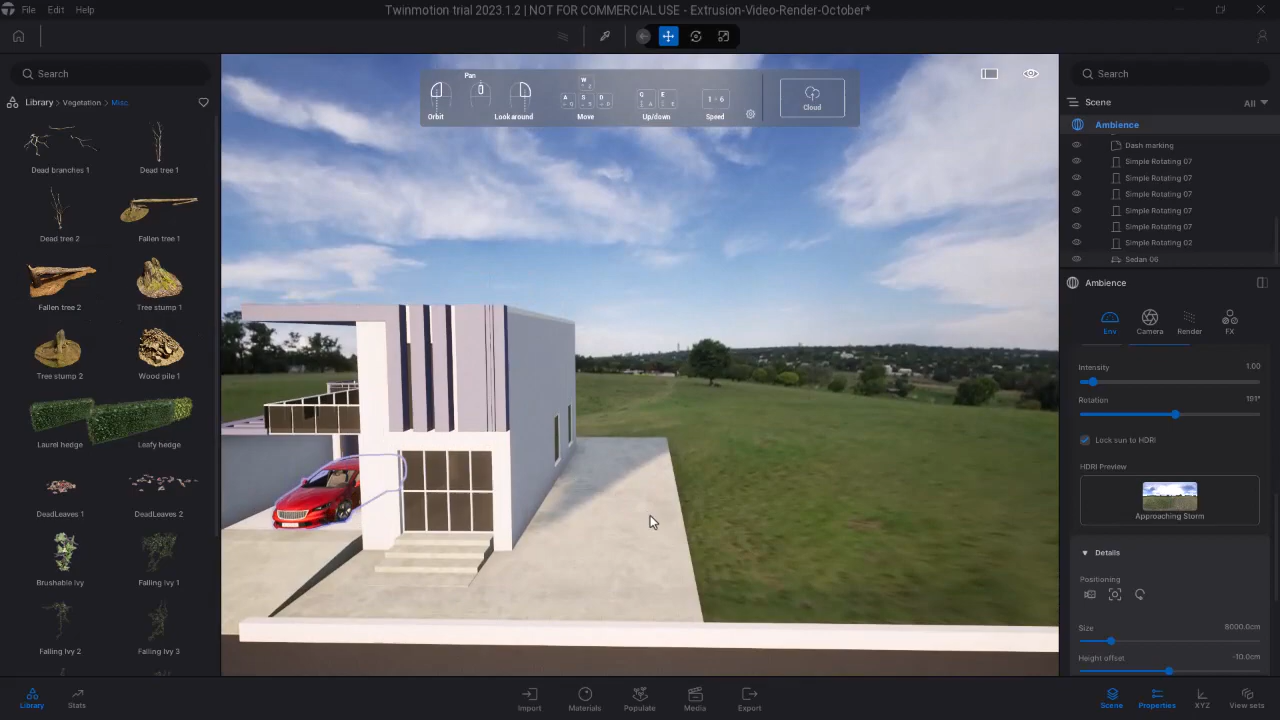 File Edit Help
Twinmotion trial 2023.1.2 | NOT FOR COMMERCIAL USE - Extrusion-Video-Render-October*
Search
Library Vegetation Misc
Dead branches 1
Dead tree 1
Dead tree 2
Fallen tree 1
Fallen tree 2
Tree stump 1
Tree stump 2
Wood pile 1
Laurel hedge
Leafy hedge
DeadLeaves 1
DeadLeaves 2
Brushable Ivy
Falling Ivy 1
Falling Ivy 2
Falling Ivy 3
Pan
Orbit
Look around
W
A S D
Move
E
Up/down
1 ÷ 6
Speed
Cloud
Search
Scene All
Ambience
Dash marking
Simple Rotating 07
Simple Rotating 07
Simple Rotating 07
Simple Rotating 07
Simple Rotating 07
Simple Rotating 02
Sedan 06
Ambience
Env Camera Render FX
Intensity 1.00
Rotation 191°
Lock sun to HDRI
HDRI Preview
Approaching Storm
Details
Positioning
Size 8000.0cm
Height offset -10.0cm
Library Stats Import Materials Populate Media Export Scene Properties XYZ View sets